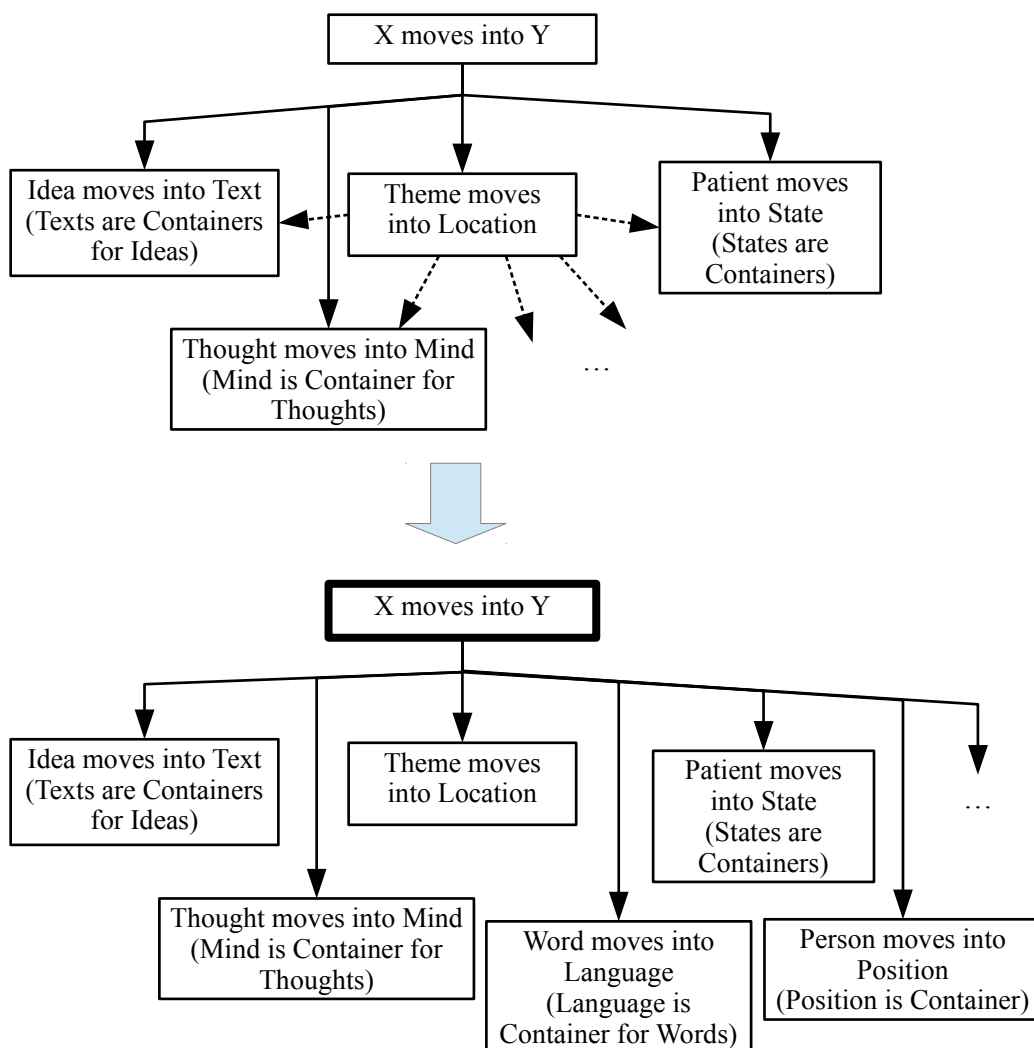 X moves into Y
Idea moves into Text
(Texts are Containers
for Ideas)
Theme moves
into Location
Patient moves
into State
(States are
Containers)
Thought moves into Mind
(Mind is Container for
Thoughts)
...
X moves into Y
Idea moves into Text
(Texts are Containers
for Ideas)
Theme moves
into Location
Patient moves
into State
(States are
Containers)
...
Thought moves into Mind
(Mind is Container for
Thoughts)
Word moves into
Language
(Language is
Container for Words)
Person moves into
Position
(Position is Container)